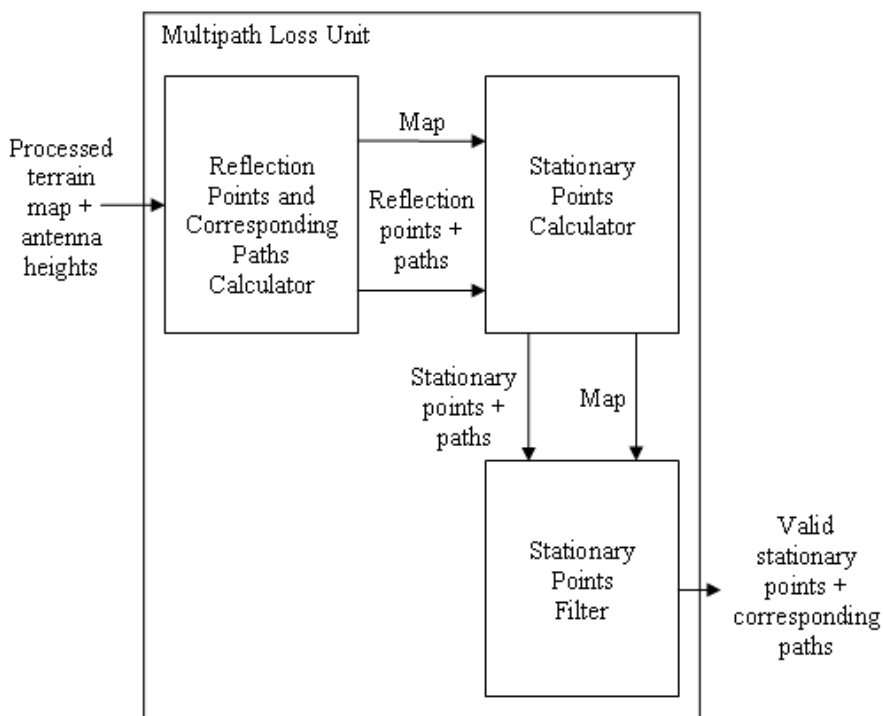 Multipath Loss Unit
Processed
terrain
map +
antenna
heights
Reflection
Points and
Corresponding
Paths
Calculator
Map
Reflection
points +
paths
Stationary
Points
Calculator
Stationary
points +
paths
Map
Stationary
Points
Filter
Valid
stationary
points +
corresponding
paths